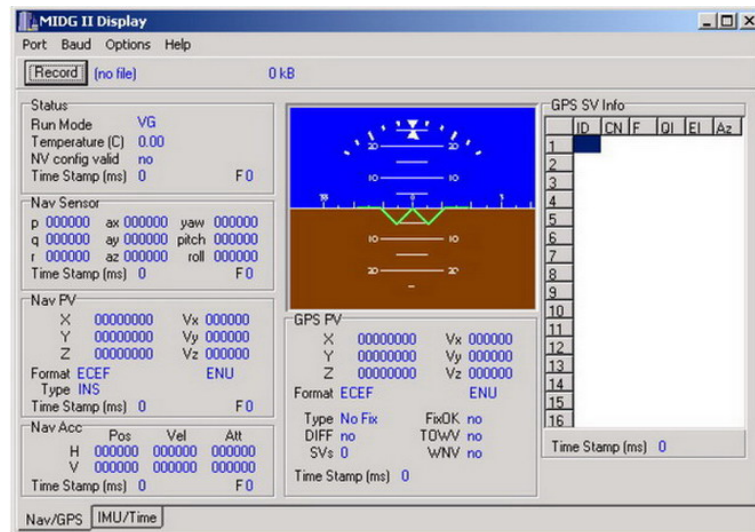 MIDG II Display
Port Baud Options Help
Record (no file) 0 kB
Status
Run Mode VG
Temperature (C) 0.00
NV config valid no
Time Stamp (ms) 0 F 0
Nav Sensor
p 000000 ax 000000 yaw 000000
q 000000 ay 000000 pitch 000000
r 000000 az 000000 roll 000000
Time Stamp (ms) 0 F 0
Nav PV
X 00000000 Vx 000000
Y 00000000 Vy 000000
Z 00000000 Vz 000000
Format ECEF ENU
Type INS
Time Stamp (ms) 0 F 0
Nav Acc
Pos Vel Att
H 000000 000000 000000
V 000000 000000 000000
Time Stamp (ms) 0 F 0
20 20
10 10
33 0 3
10 10
20 20
GPS PV
X 00000000 Vx 000000
Y 00000000 Vy 000000
Z 00000000 Vz 000000
Format ECEF ENU
Type No Fix FixOK no
DIFF no TOWV no
SVs 0 WNV no
Time Stamp (ms) 0
GPS SV Info
ID CN F QI El Az
1
2
3
4
5
6
7
8
9
10
11
12
13
14
15
16
Time Stamp (ms) 0
Nav/GPS IMU/Time